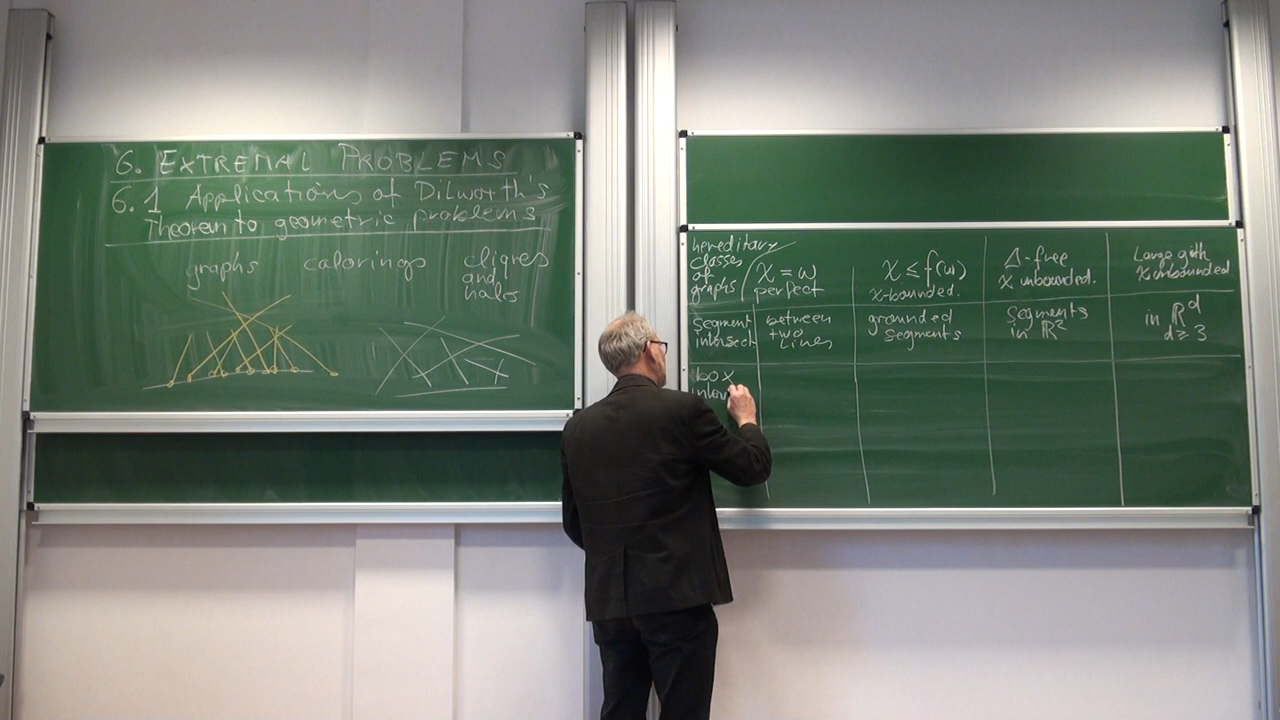 6. EXTREMAL PROBLEMS
6.1 Applications of Dilworth's
Theorem to geometric problems
graphs colorings cliques
and
holes
hereditary
classes
of
graphs
χ = ω
perfect
χ ≤ f(ω)
χ-bounded.
Δ-free
χ unbounded.
Large girth
χ unbounded
segment
intersect
between
two
Lines
grounded
segments
segments
in ℝ²
in ℝᵈ
d ≥ 3
box